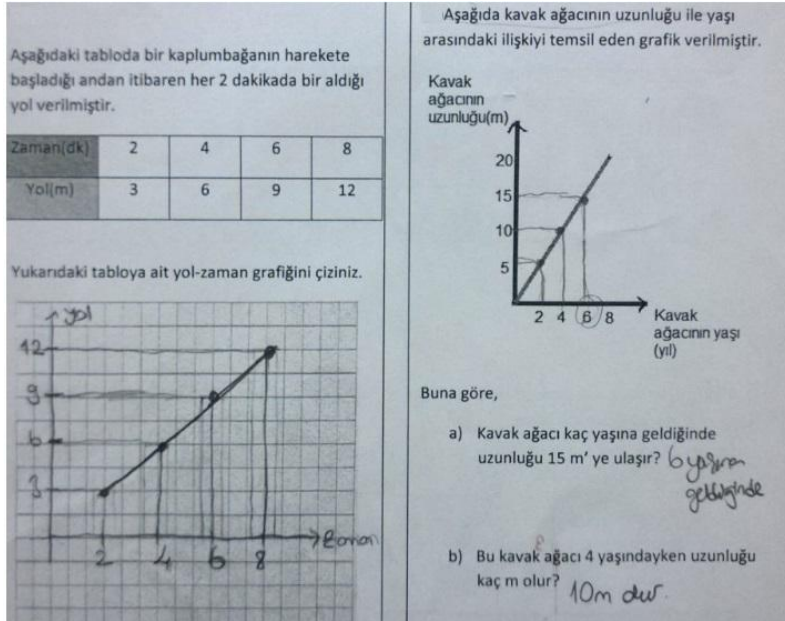 Aşağıdaki tabloda bir kaplumbağanın harekete
başladığı andan itibaren her 2 dakikada bir aldığı
yol verilmiştir.
Zaman(dk) 2 4 6 8
Yol(m) 3 6 9 12
Yukarıdaki tabloya ait yol-zaman grafiğini çiziniz.
yol
12
9
6
3
2 4 6 8
Zaman
Aşağıda kavak ağacının uzunluğu ile yaşı
arasındaki ilişkiyi temsil eden grafik verilmiştir.
Kavak
ağacının
uzunluğu(m)
20
15
10
5
2 4 6 8
Kavak
ağacının yaşı
(yıl)
Buna göre,
a) Kavak ağacı kaç yaşına geldiğinde
uzunluğu 15 m' ye ulaşır? 6 yaşına
geldiğinde
b) Bu kavak ağacı 4 yaşındayken uzunluğu
kaç m olur? 10m dur.